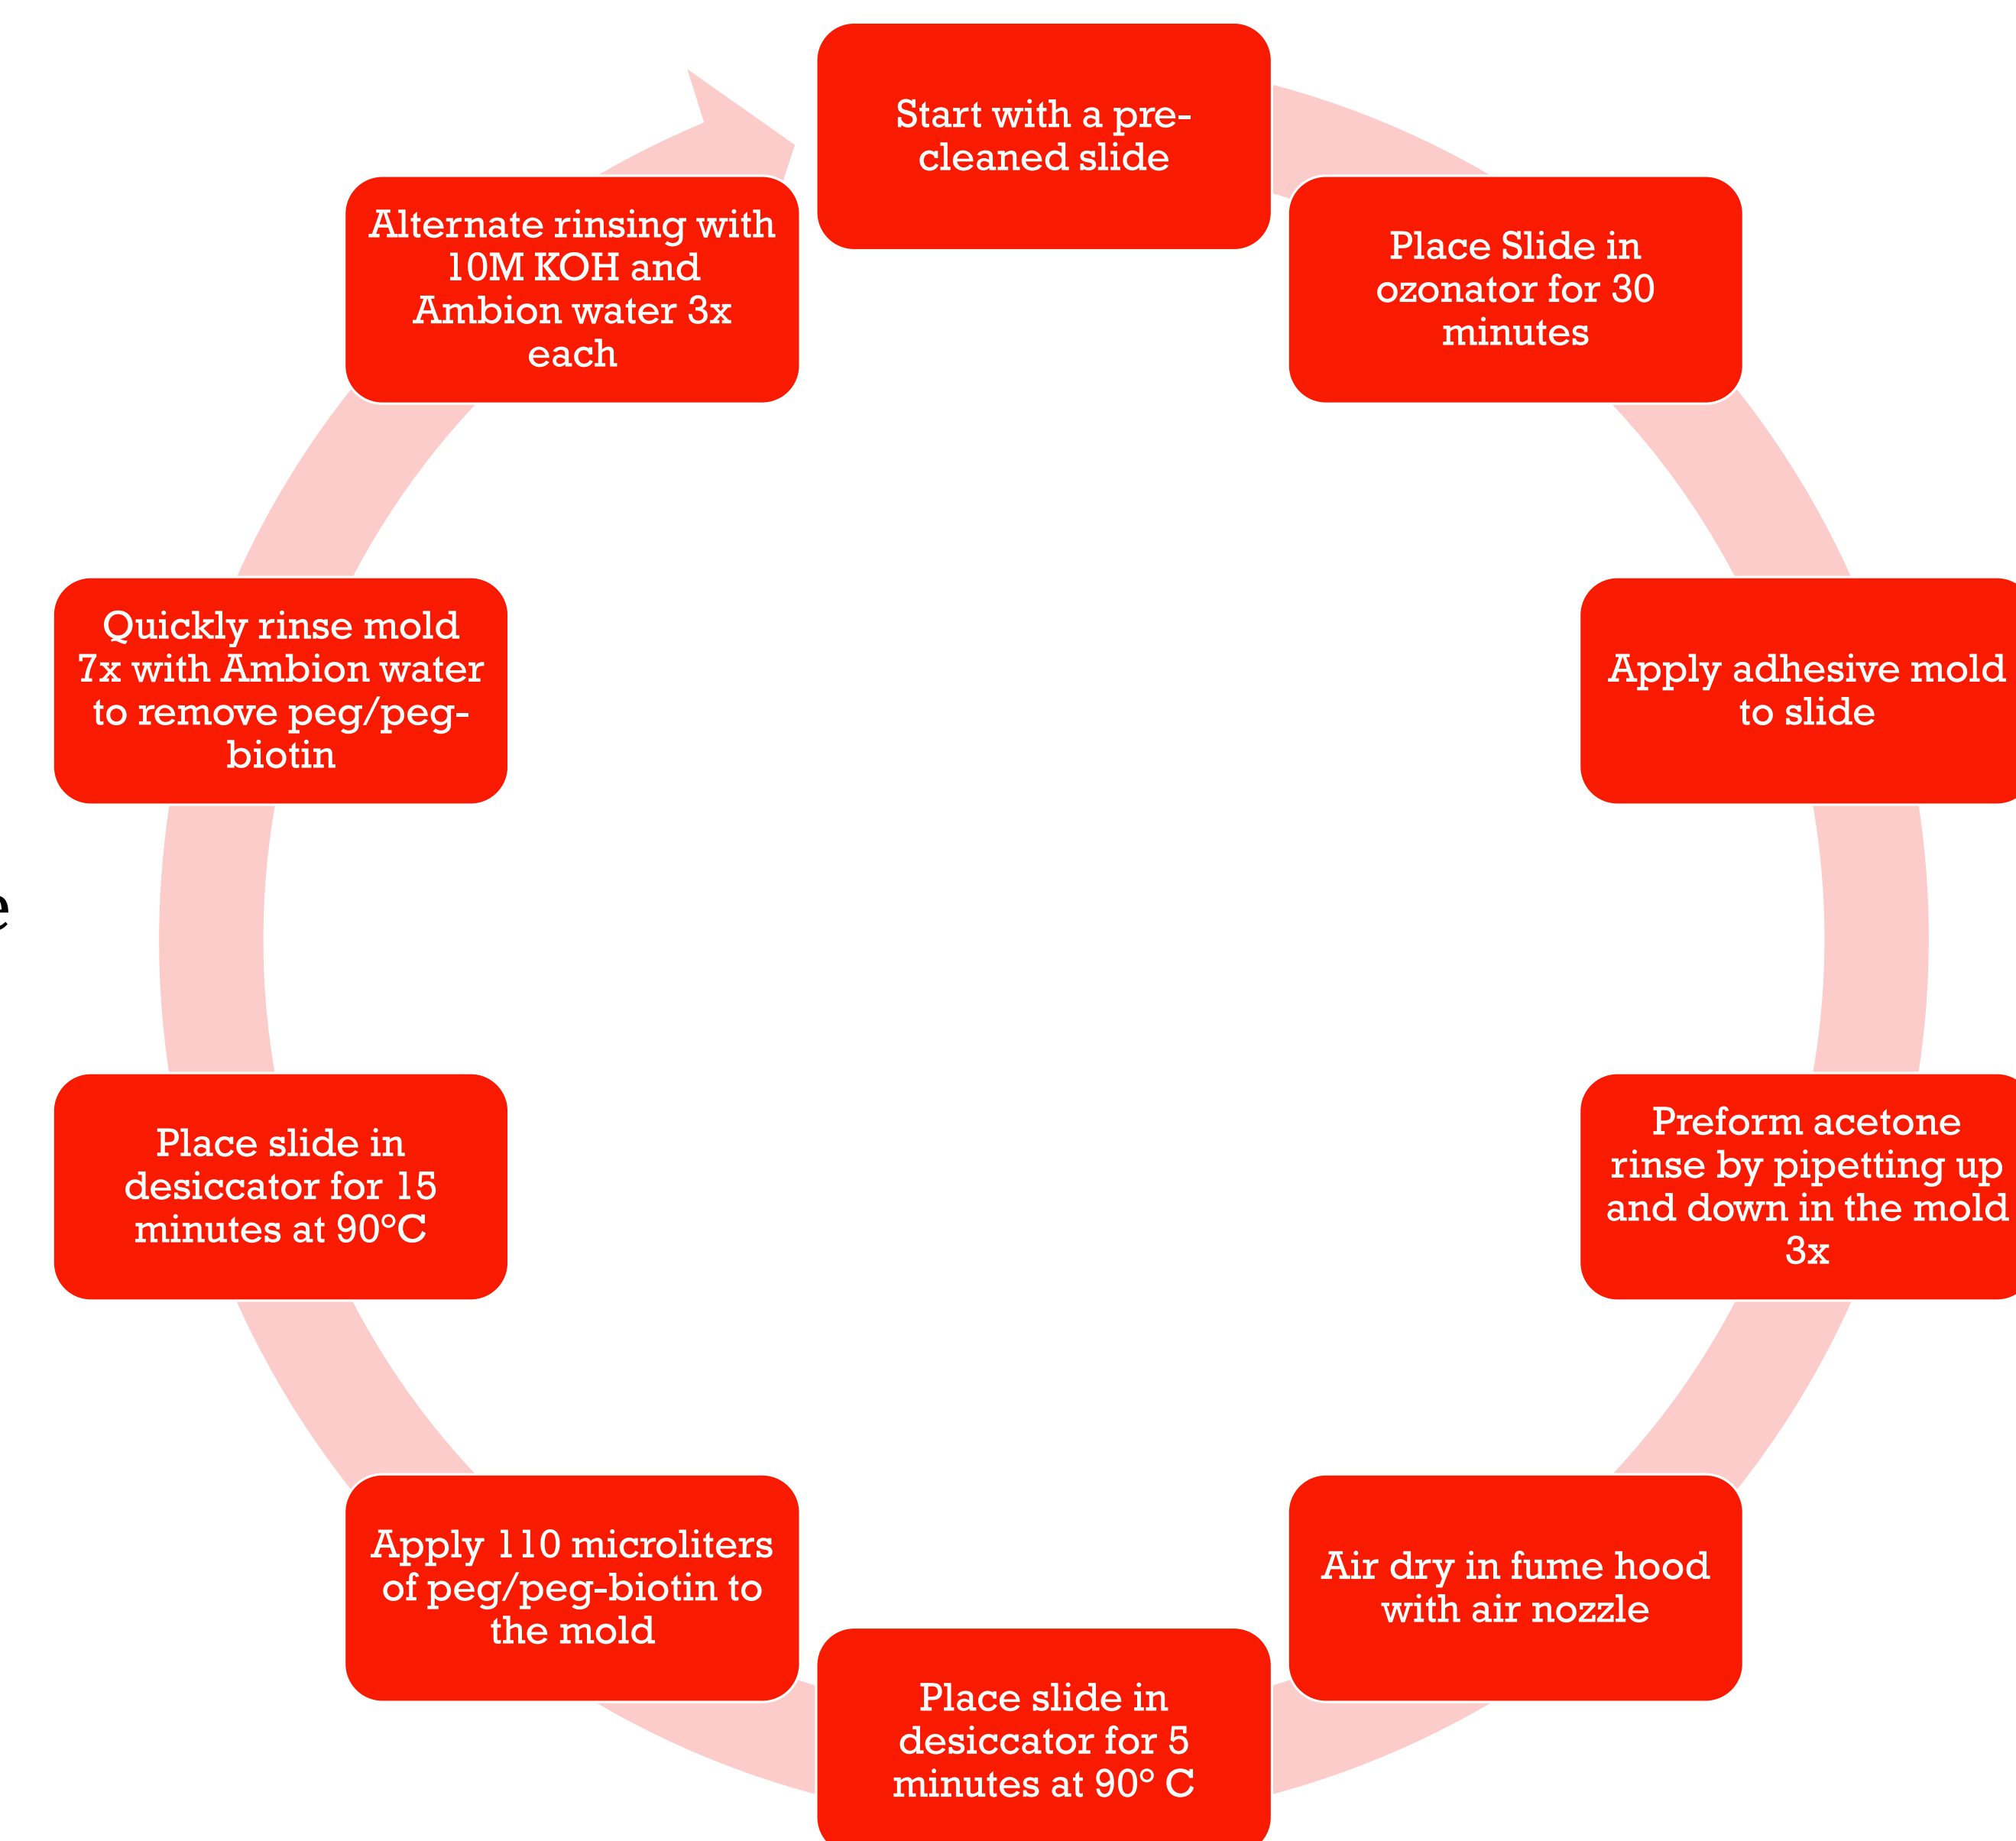 Start with a pre-
cleaned slide
Place Slide in
ozonator for 30
minutes
Apply adhesive mold
to slide
Preform acetone
rinse by pipeting up
and down in the mold
3x
Air dry in fume hood
with air nozzle
Place slide in
desiccator for 5
minutes at 90° C
Apply 110 microliters
of peg/peg-biotin to
the mold
Place slide in
desiccator for 15
minutes at 90°C
Quickly rinse mold
7x with Ambion water
to remove peg/peg-
biotin
Alternate rinsing with
10M KOH and
Ambion water 3x
each